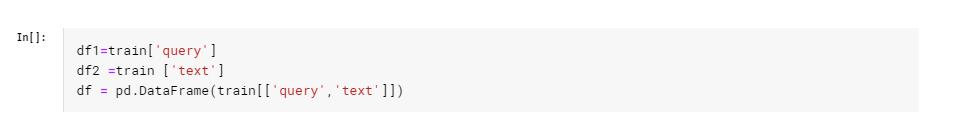 In[]:
df1=train['query']
df2 =train ['text']
df = pd.DataFrame(train[['query','text']])